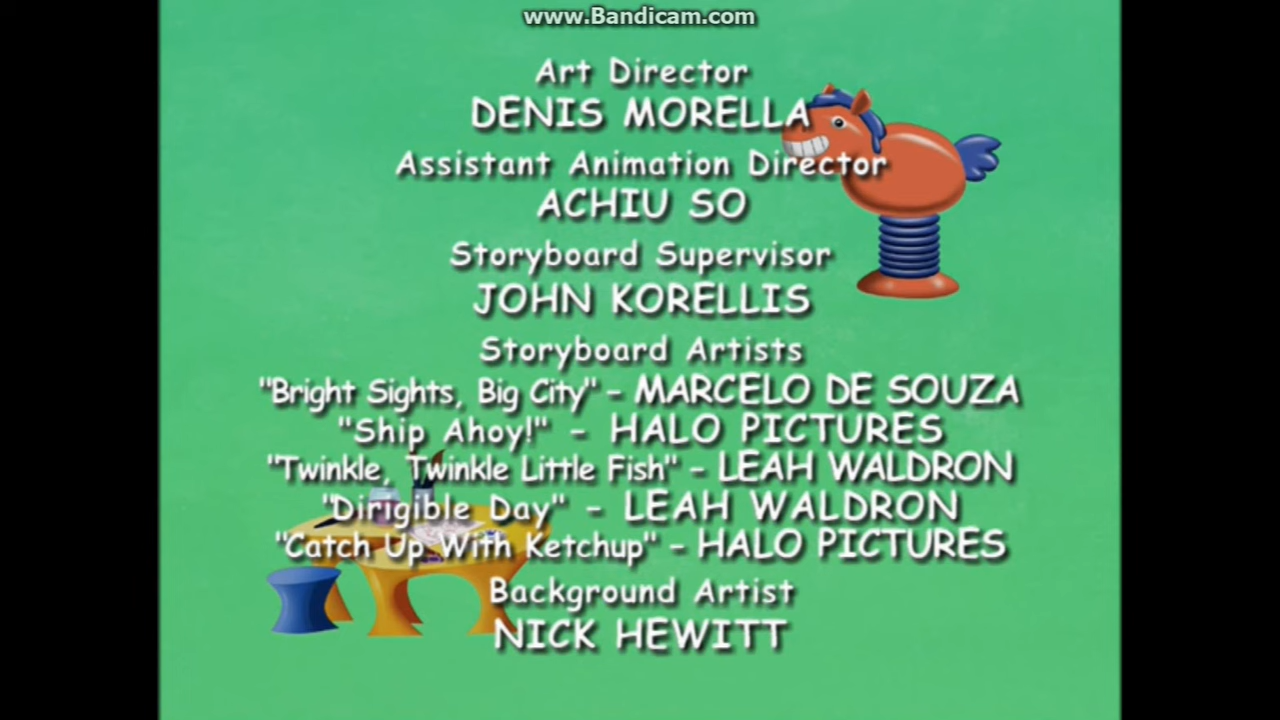 www.Bandicam.com
Art Director
DENIS MORELLA
Assistant Animation Director
ACHIU SO
Storyboard Supervisor
JOHN KORELLIS
Storyboard Artists
"Bright Sights, Big City" - MARCELO DE SOUZA
"Ship Ahoy!" - HALO PICTURES
"Twinkle, Twinkle Little Fish" - LEAH WALDRON
"Dirigible Day" - LEAH WALDRON
"Catch Up With Ketchup" - HALO PICTURES
Background Artist
NICK HEWITT